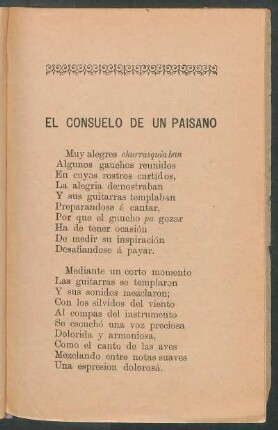 EL CONSUELO DE UN PAISANO
Muy alegres churrasquiaban
Algunos gauchos reunidos
En cuyos rostros curtidos,
La alegria demostraban
Y sus guitarras templaban
Preparandose á cantar,
Por que el gaucho pa gozar
Ha de tener ocasión
De medir su inspiración
Desafiandose á payar.
Mediante un corto momento
Las guitarras se templaron
Y sus sonidos mezclaron;
Con los silvidos del viento
Al compas del instrumento
Se escuchó una voz preciosa
Dolorida y armoniosa,
Como el canto de las aves
Mezclando entre notas suaves
Una espresion dolorosá.